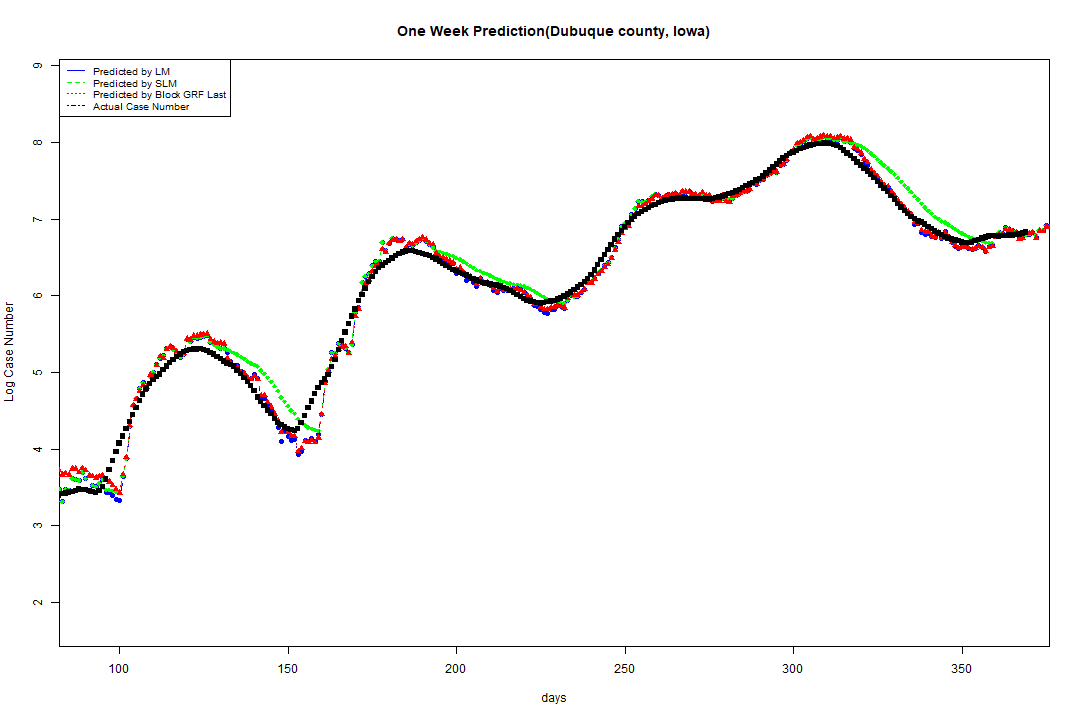 One Week Prediction(Dubuque county, Iowa)
Predicted by LM
Predicted by SLM
Predicted by Block GRF Last
Actual Case Number
9
8
7
6
5
4
3
2
Log Case Number
100 150 200 250 300 350
days